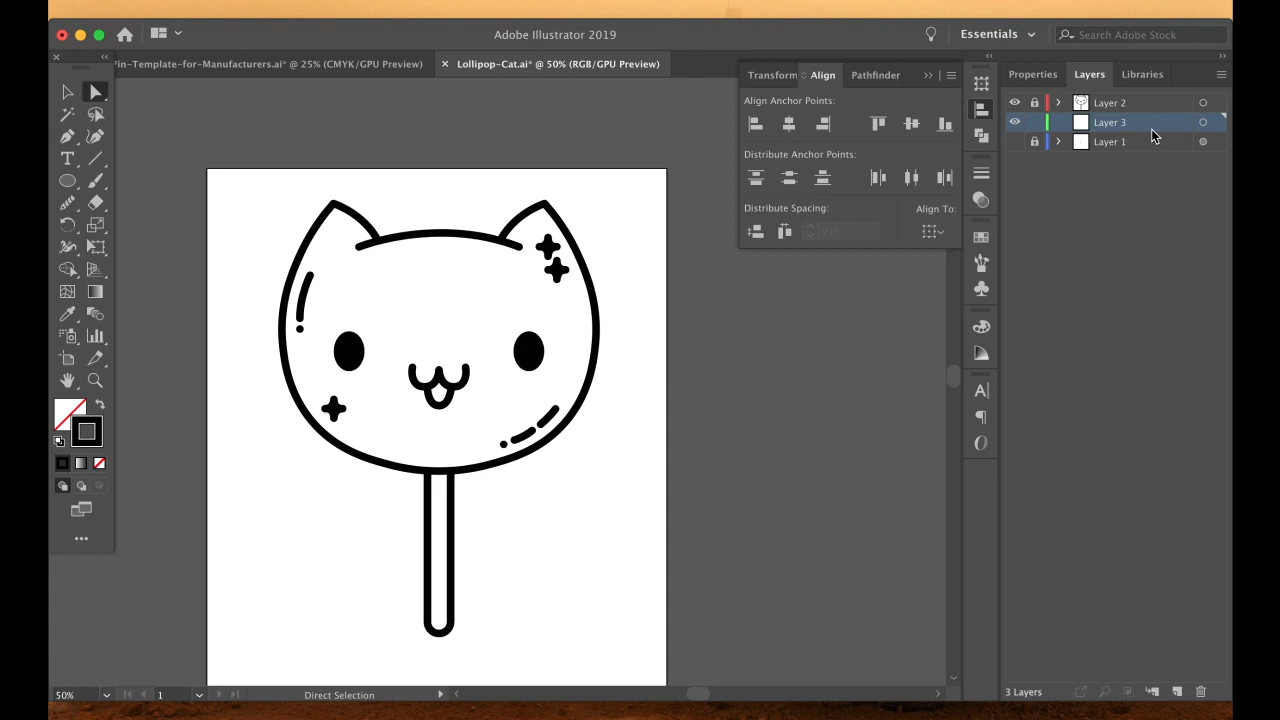 Adobe Illustrator 2019
Essentials
Search Adobe Stock
Pin-Template-for-Manufacturers.ai* @ 25% (CMYK/GPU Preview)
Lollipop-Cat.ai* @ 50% (RGB/GPU Preview)
Transform
Align
Pathfinder
Properties
Layers
Libraries
Align Anchor Points:
Distribute Anchor Points:
Distribute Spacing:
Align To:
Layer 2
Layer 3
Layer 1
50%
1
Direct Selection
3 Layers